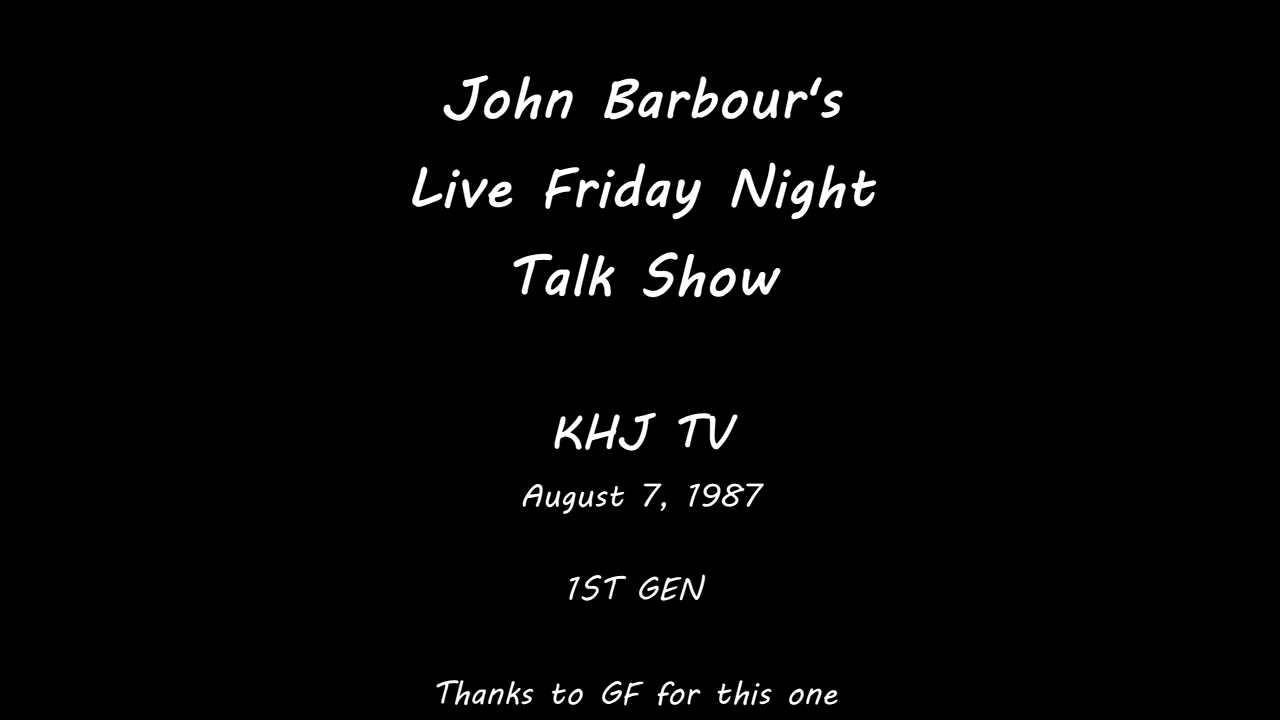 John Barbour's
Live Friday Night
Talk Show
KHJ TV
August 7, 1987
1ST GEN
Thanks to GF for this one